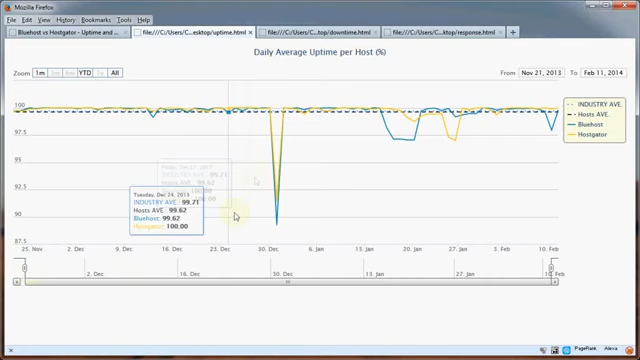 Mozilla Firefox
File Edit View History Bookmarks Tools Help
Bluehost vs Hostgator - Uptime and ... × file:///C:/Users/C...esktop/uptime.html × file:///C:/Users/C...top/downtime.html × file:///C:/Users/C...ktop/response.html × +
Daily Average Uptime per Host (%)
Zoom 1m 3m 6m YTD 1y All From Nov 21, 2013 To Feb 11, 2014
100
97.5
95
92.5
90
87.5
INDUSTRY AVE.
Hosts AVE.
Bluehost
Hostgator
Tuesday, Dec 24, 2013
INDUSTRY AVE.: 99.71
Hosts AVE.: 99.62
Bluehost: 99.62
Hostgator: 100.00
25. Nov 2. Dec 9. Dec 16. Dec 23. Dec 30. Dec 6. Jan 13. Jan 20. Jan 27. Jan 3. Feb 10. Feb
2. Dec 16. Dec 30. Dec 13. Jan 27. Jan 10. Feb
PageRank Alexa